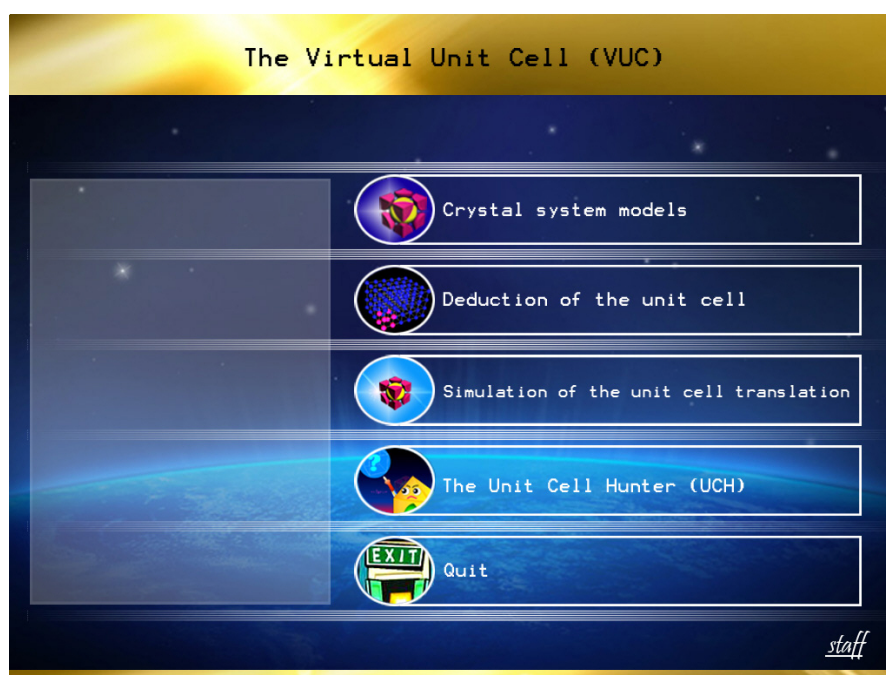 The Virtual Unit Cell (VUC)
Crystal system models
Deduction of the unit cell
Simulation of the unit cell translation
?
The Unit Cell Hunter (UCH)
EXIT
Quit
staff